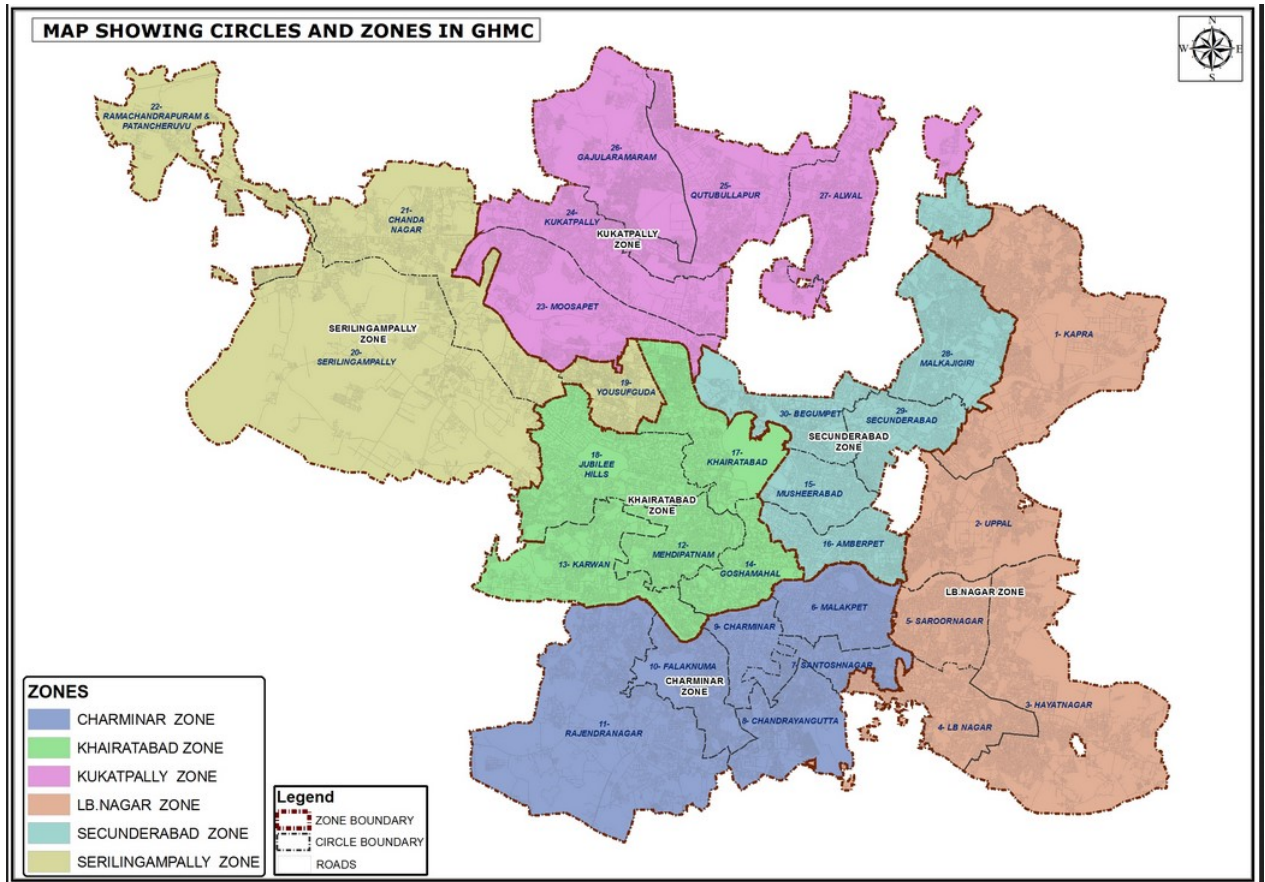 MAP SHOWING CIRCLES AND ZONES IN GHMC
N
W E
S
22-
RAMACHANDRAPURAM &
PATANCHERUVU
26-
GAJULARAMARAM
25-
QUTUBULLAPUR
27- ALWAL
21-
CHANDA
NAGAR
24-
KUKATPALLY
KUKATPALLY
ZONE
23- MOOSAPET
SERILINGAMPALLY
ZONE
20-
SERILINGAMPALLY
1- KAPRA
28-
MALKAJIGIRI
19-
YOUSUFGUDA
30- BEGUMPET
29-
SECUNDERABAD
SECUNDERABAD
ZONE
18-
JUBILEE
HILLS
17-
KHAIRATABAD
15-
MUSHEERABAD
KHAIRATABAD
ZONE
2- UPPAL
16- AMBERPET
12-
MEHDIPATNAM
13- KARWAN
14-
GOSHAMAHAL
LB.NAGAR ZONE
6- MALAKPET
5- SAROORNAGAR
9- CHARMINAR
10- FALAKNUMA
7- SANTOSHNAGAR
CHARMINAR
ZONE
3- HAYATNAGAR
8- CHANDRAYANGUTTA
4- LB NAGAR
11-
RAJENDRANAGAR
ZONES
CHARMINAR ZONE
KHAIRATABAD ZONE
KUKATPALLY ZONE
LB.NAGAR ZONE
SECUNDERABAD ZONE
SERILINGAMPALLY ZONE
Legend
ZONE BOUNDARY
CIRCLE BOUNDARY
ROADS